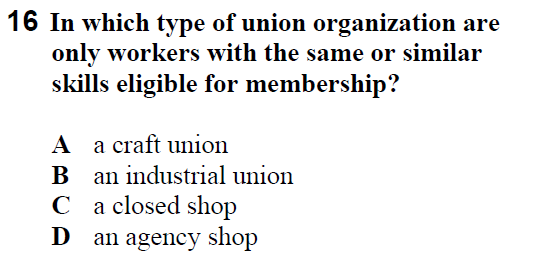 16 In which type of union organization are
only workers with the same or similar
skills eligible for membership?
A a craft union
B an industrial union
C a closed shop
D an agency shop